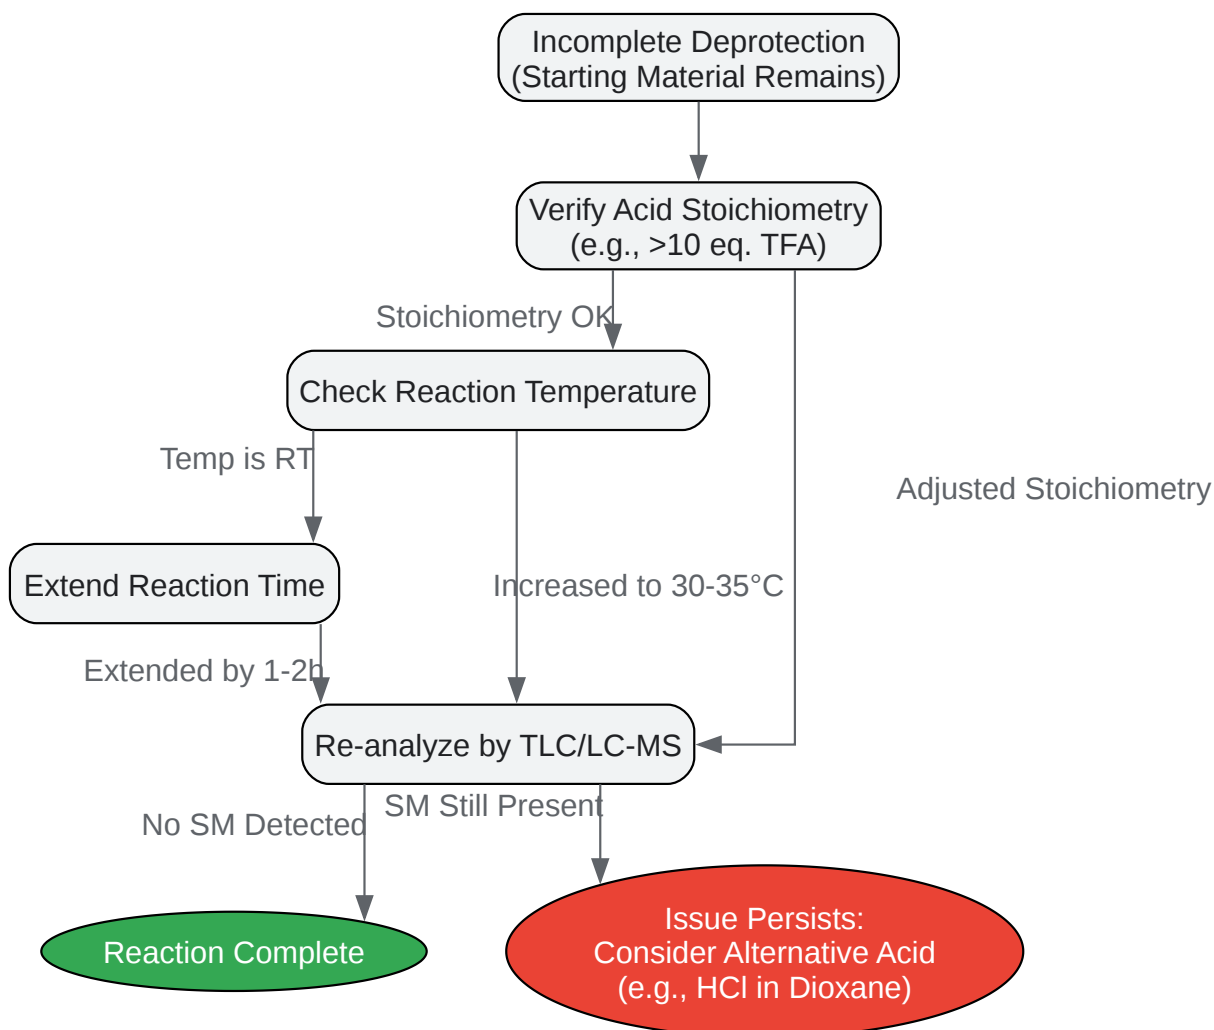 Incomplete Deprotection
(Starting Material Remains)
Verify Acid Stoichiometry
(e.g., >10 eq. TFA)
Stoichiometry OK
Check Reaction Temperature
Temp is RT
Adjusted Stoichiometry
Extend Reaction Time
Increased to 30-35°C
Extended by 1-2h
Re-analyze by TLC/LC-MS
SM Still Present
No SM Detected
Reaction Complete
Issue Persists:
Consider Alternative Acid
(e.g., HCl in Dioxane)